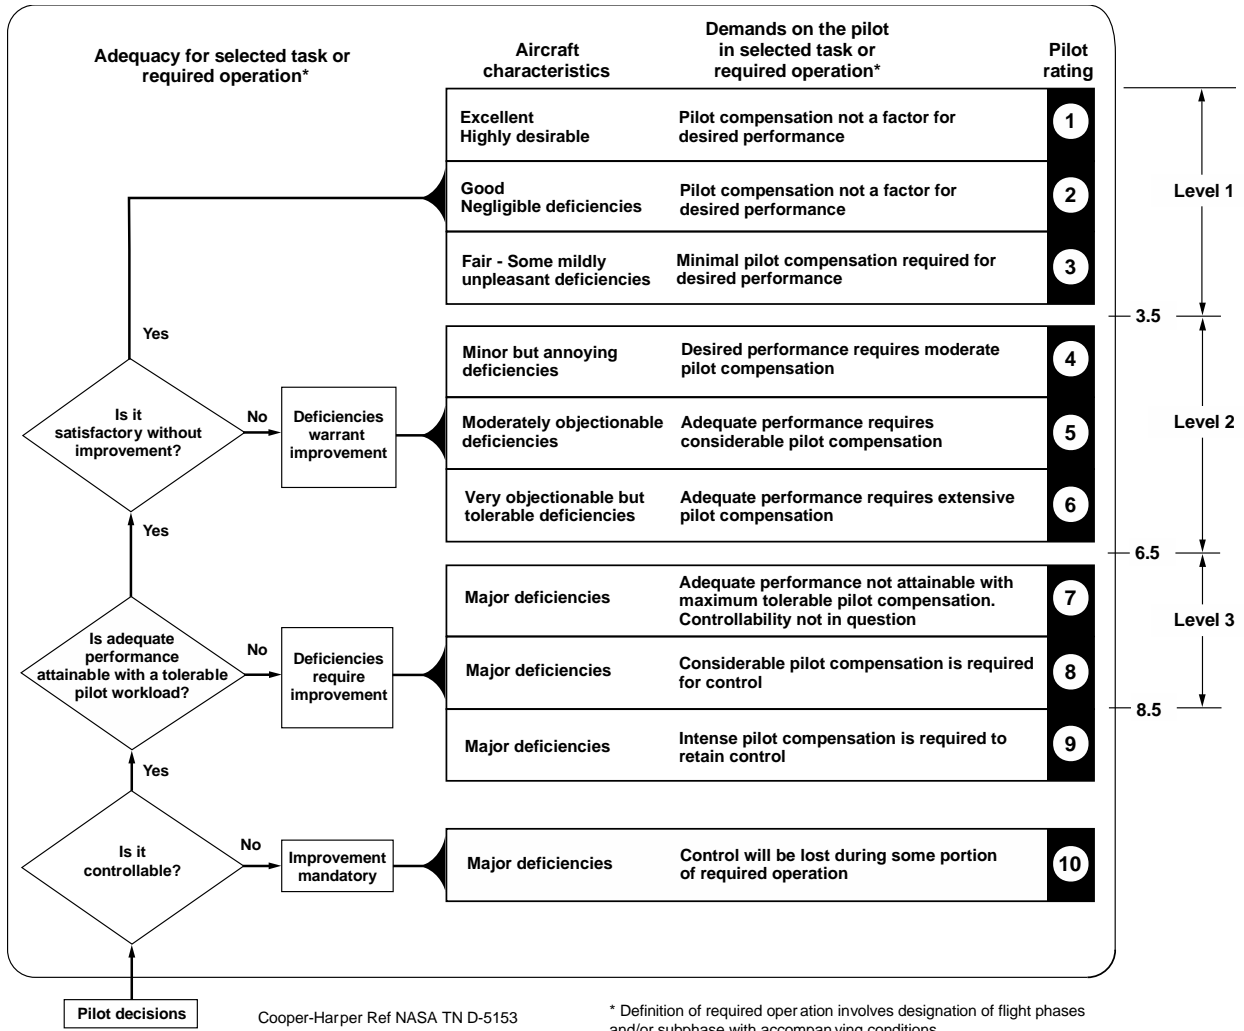 Adequacy for selected task or
required operation*
Aircraft
characteristics
Demands on the pilot
in selected task or
required operation*
Pilot
rating
Excellent
Highly desirable
Pilot compensation not a factor for
desired performance
1
Good
Negligible deficiencies
Pilot compensation not a factor for
desired performance
2
Level 1
Fair - Some mildly
unpleasant deficiencies
Minimal pilot compensation required for
desired performance
3
3.5
Yes
Is it
satisfactory without
improvement?
No
Deficiencies
warrant
improvement
Minor but annoying
deficiencies
Desired performance requires moderate
pilot compensation
4
Moderately objectionable
deficiencies
Adequate performance requires
considerable pilot compensation
5
Level 2
Very objectionable but
tolerable deficiencies
Adequate performance requires extensive
pilot compensation
6
6.5
Yes
Is adequate
performance
attainable with a tolerable
pilot workload?
No
Deficiencies
require
improvement
Major deficiencies
Adequate performance not attainable with
maximum tolerable pilot compensation.
Controllability not in question
7
Level 3
Major deficiencies
Considerable pilot compensation is required
for control
8
8.5
Major deficiencies
Intense pilot compensation is required to
retain control
9
Yes
Is it
controllable?
No
Improvement
mandatory
Major deficiencies
Control will be lost during some portion
of required operation
10
Pilot decisions
Cooper-Harper Ref NASA TN D-5153
* Definition of required operation involves designation of flight phases
and/or subphase with accompanying conditions